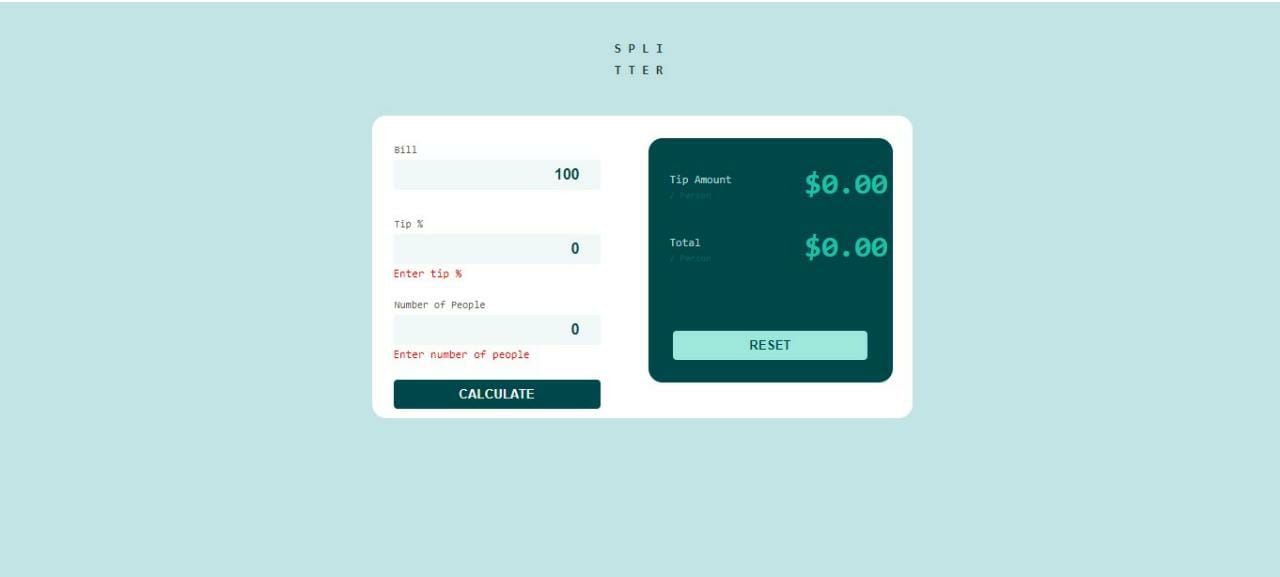 S P L I
T T E R
Bill
100
Tip %
0
Enter tip %
Number of People
0
Enter number of people
CALCULATE
Tip Amount
/ Person
$0.00
Total
/ Person
$0.00
RESET